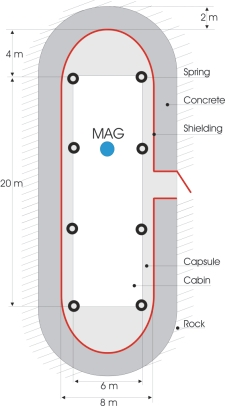 2 m
4 m
Spring
Concrete
Shielding
MAG
20 m
Capsule
Cabin
Rock
6 m
8 m